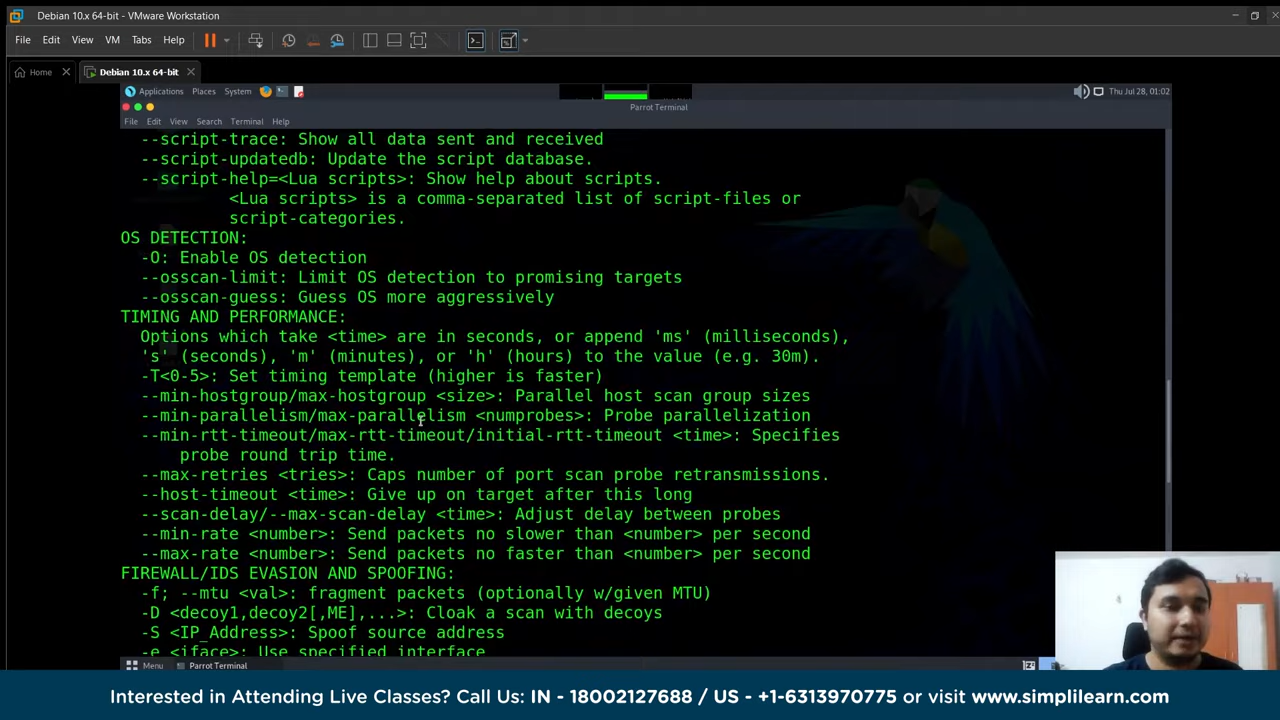 Debian 10.x 64-bit - VMware Workstation
File Edit View VM Tabs Help
Home Debian 10.x 64-bit
Applications Places System Thu Jul 28, 01:02
Parrot Terminal
File Edit View Search Terminal Help
--script-trace: Show all data sent and received
--script-updatedb: Update the script database.
--script-help=<Lua scripts>: Show help about scripts.
<Lua scripts> is a comma-separated list of script-files or
script-categories.
OS DETECTION:
-O: Enable OS detection
--osscan-limit: Limit OS detection to promising targets
--osscan-guess: Guess OS more aggressively
TIMING AND PERFORMANCE:
Options which take <time> are in seconds, or append 'ms' (milliseconds),
's' (seconds), 'm' (minutes), or 'h' (hours) to the value (e.g. 30m).
-T<0-5>: Set timing template (higher is faster)
--min-hostgroup/max-hostgroup <size>: Parallel host scan group sizes
--min-parallelism/max-parallelism <numprobes>: Probe parallelization
--min-rtt-timeout/max-rtt-timeout/initial-rtt-timeout <time>: Specifies
probe round trip time.
--max-retries <tries>: Caps number of port scan probe retransmissions.
--host-timeout <time>: Give up on target after this long
--scan-delay/--max-scan-delay <time>: Adjust delay between probes
--min-rate <number>: Send packets no slower than <number> per second
--max-rate <number>: Send packets no faster than <number> per second
FIREWALL/IDS EVASION AND SPOOFING:
-f; --mtu <val>: fragment packets (optionally w/given MTU)
-D <decoy1,decoy2[,ME],...>: Cloak a scan with decoys
-S <IP_Address>: Spoof source address
-e <iface>: Use specified interface
Menu Parrot Terminal
Interested in Attending Live Classes? Call Us: IN - 18002127688 / US - +1-6313970775 or visit www.simplilearn.com